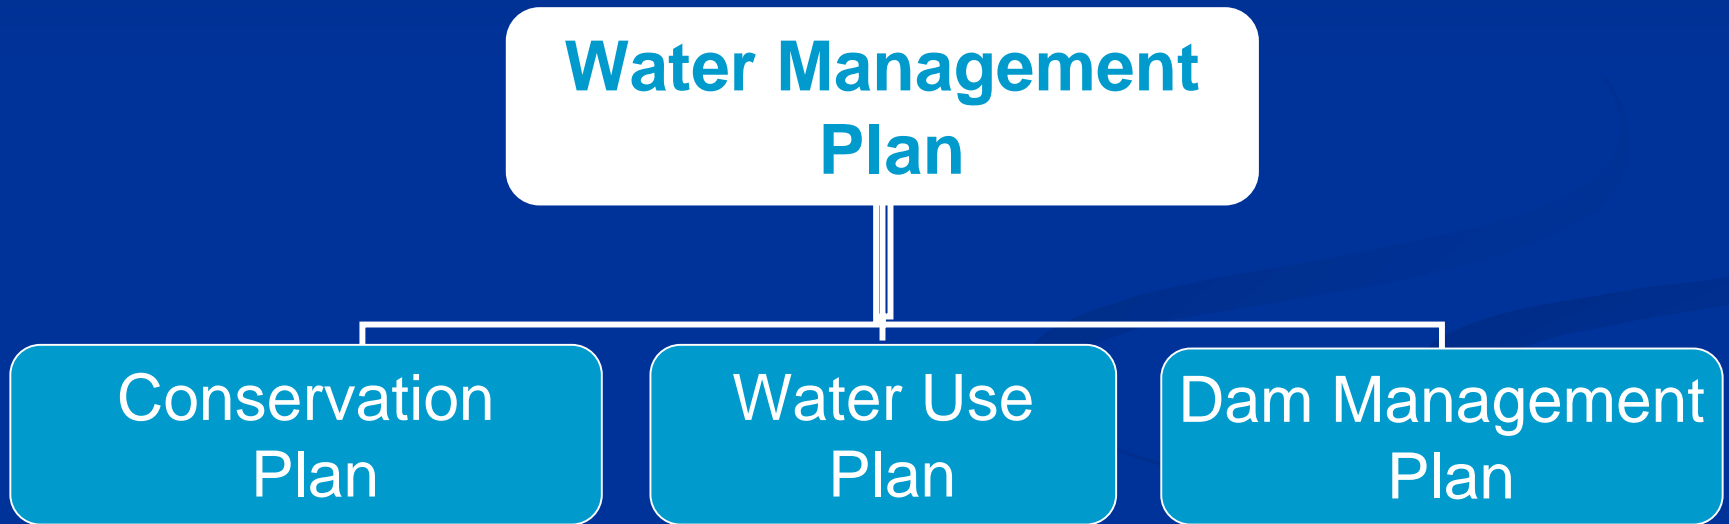 Water Management
Plan
Conservation
Plan
Water Use
Plan
Dam Management
Plan